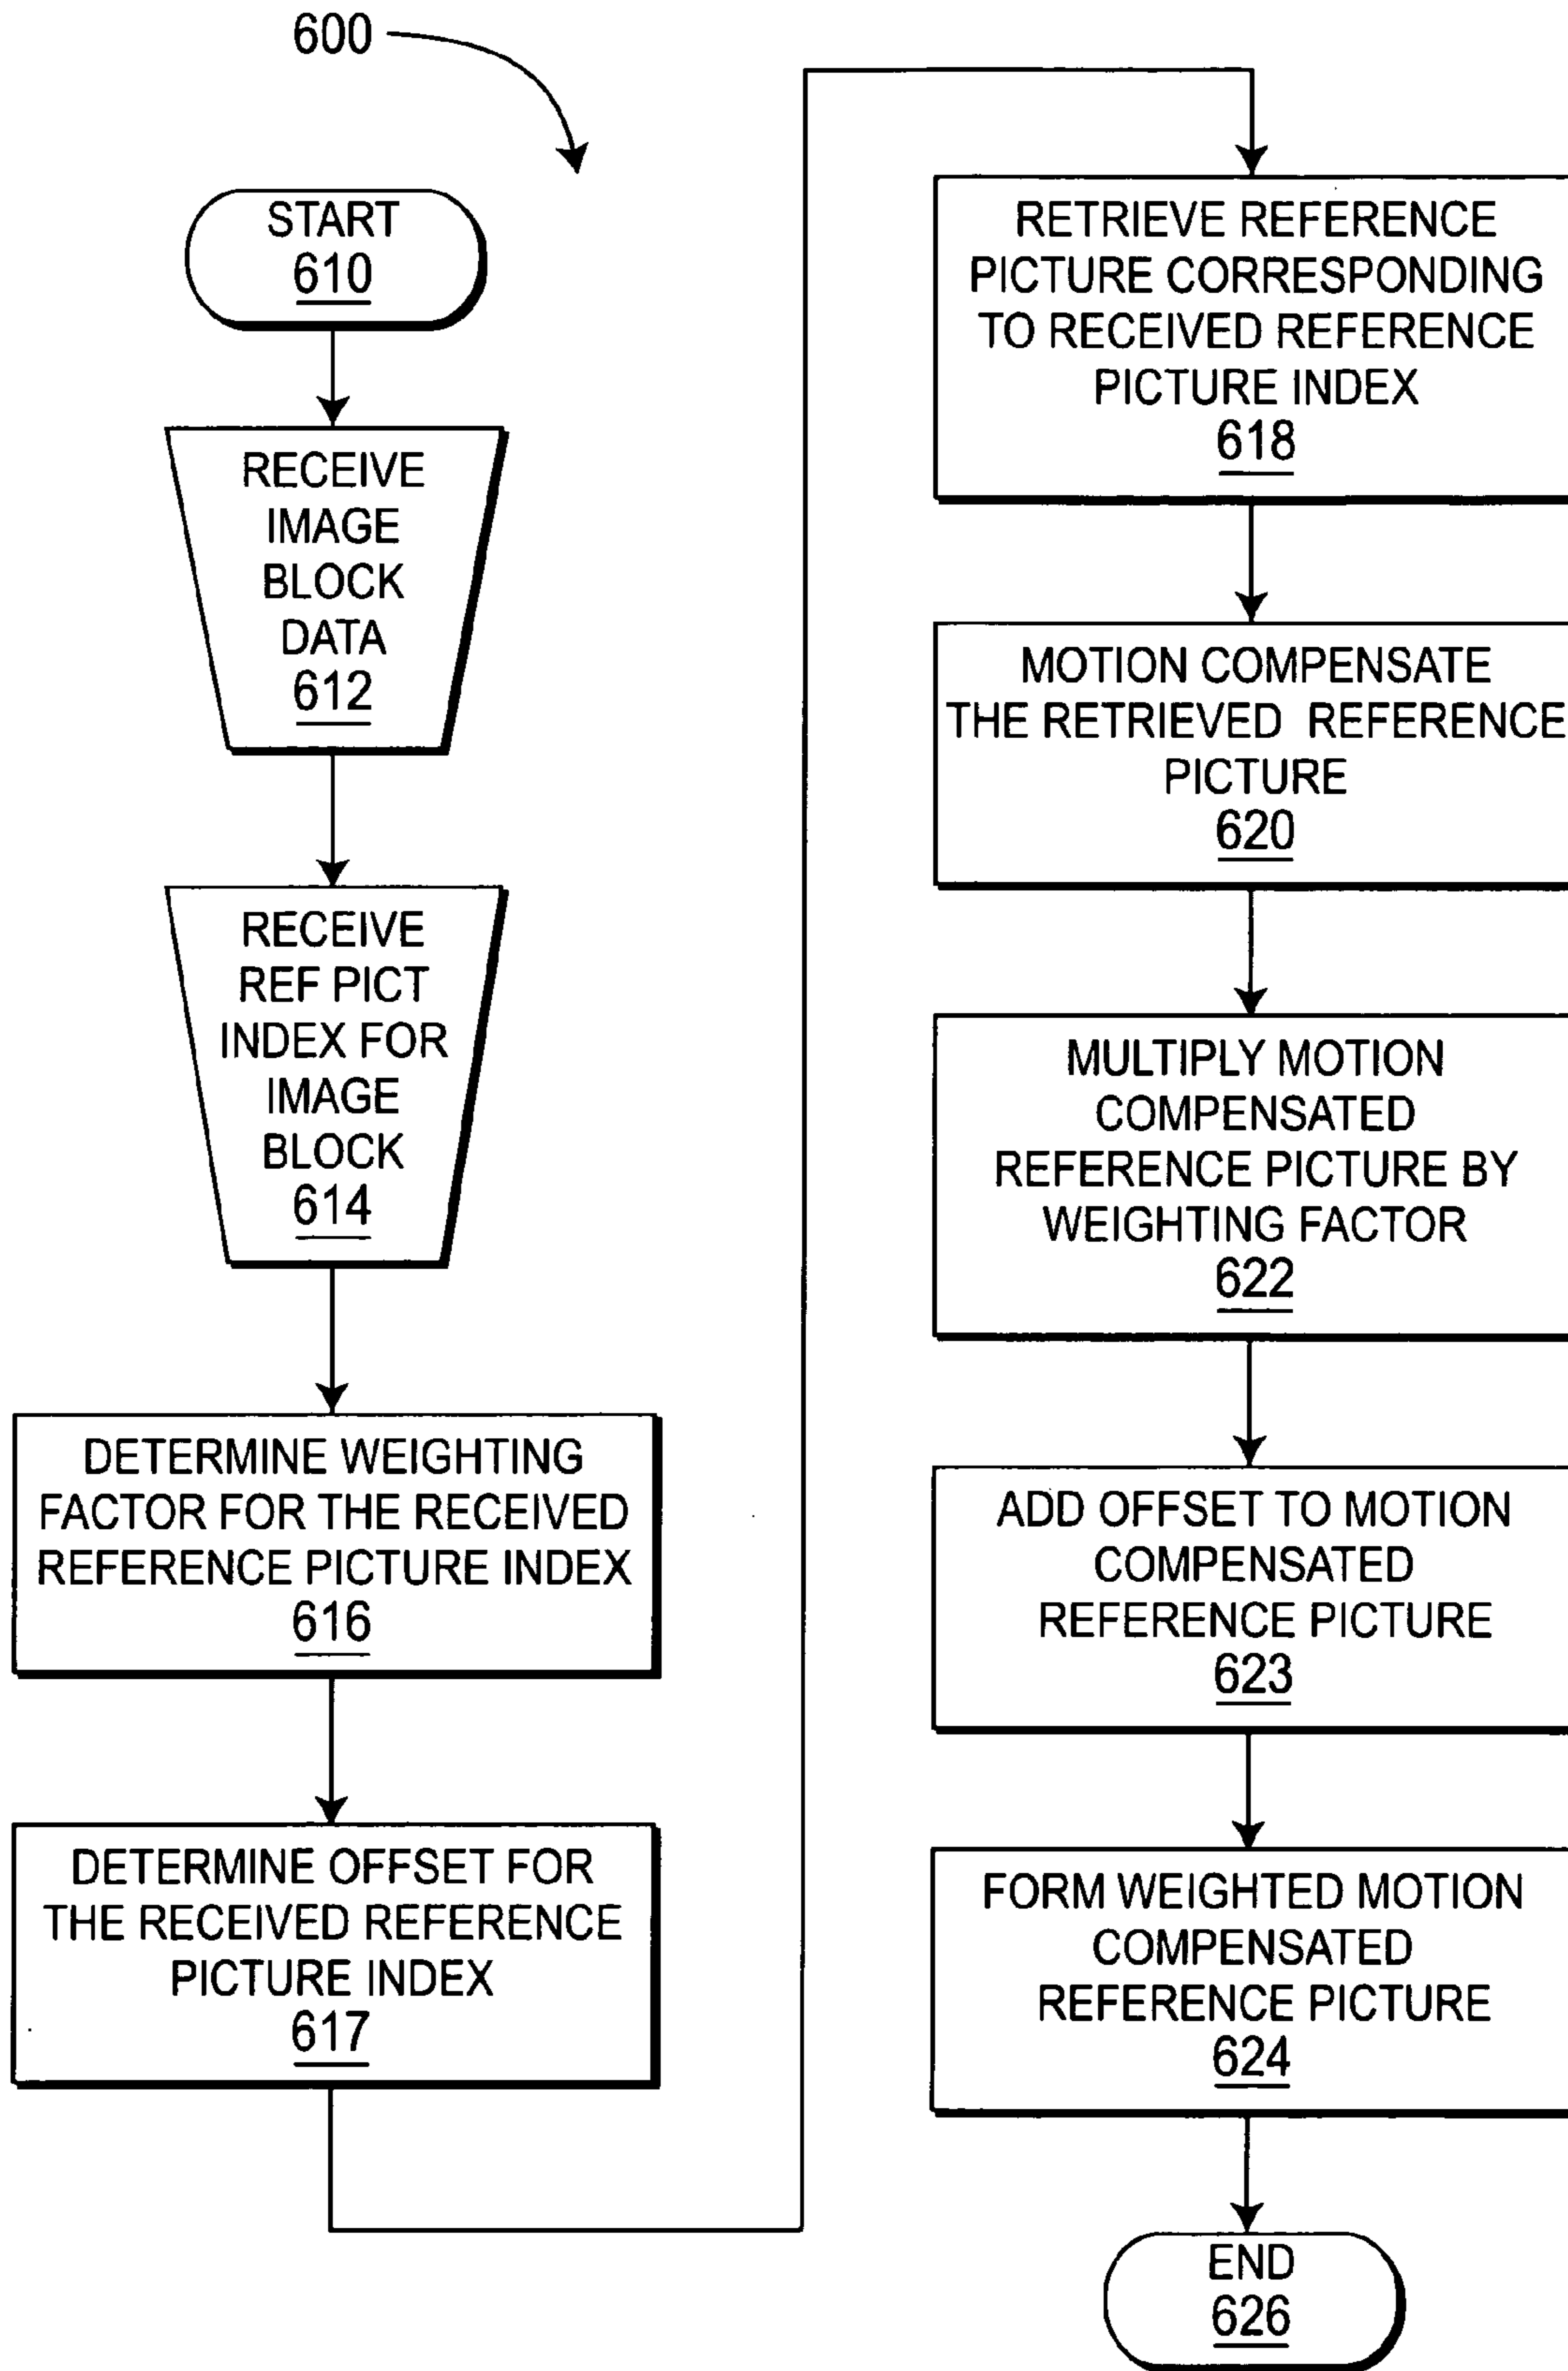 600
START
610
RECEIVE
IMAGE
BLOCK
DATA
612
RECEIVE
REF PICT
INDEX FOR
IMAGE
BLOCK
614
DETERMINE WEIGHTING
FACTOR FOR THE RECEIVED
REFERENCE PICTURE INDEX
616
DETERMINE OFFSET FOR
THE RECEIVED REFERENCE
PICTURE INDEX
617
RETRIEVE REFERENCE
PICTURE CORRESPONDING
TO RECEIVED REFERENCE
PICTURE INDEX
618
MOTION COMPENSATE
THE RETRIEVED REFERENCE
PICTURE
620
MULTIPLY MOTION
COMPENSATED
REFERENCE PICTURE BY
WEIGHTING FACTOR
622
ADD OFFSET TO MOTION
COMPENSATED
REFERENCE PICTURE
623
FORM WEIGHTED MOTION
COMPENSATED
REFERENCE PICTURE
624
END
626